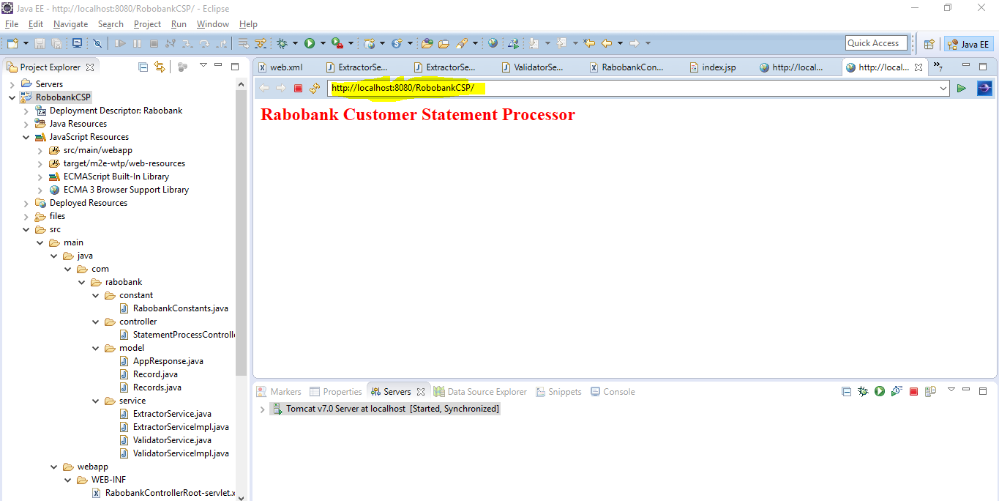 Java EE - http://localhost:8080/RobobankCSP/ - Eclipse
File Edit Navigate Search Project Run Window Help
Quick Access
Java EE
Project Explorer
Servers
RobobankCSP
Deployment Descriptor: Rabobank
Java Resources
JavaScript Resources
src/main/webapp
target/m2e-wtp/web-resources
ECMAScript Built-In Library
ECMA 3 Browser Support Library
Deployed Resources
files
src
main
java
com
rabobank
constant
RabobankConstants.java
controller
StatementProcessControlle
model
AppResponse.java
Record.java
Records.java
service
ExtractorService.java
ExtractorServiceImpl.java
ValidatorService.java
ValidatorServiceImpl.java
webapp
WEB-INF
RabobankControllerRoot-servlet.x
web.xml ExtractorSe... ExtractorSe... ValidatorSe... RabobankCon... index.jsp http://local... http://local... »7
http://localhost:8080/RobobankCSP/
Rabobank Customer Statement Processor
Markers Properties Servers Data Source Explorer Snippets Console
Tomcat v7.0 Server at localhost [Started, Synchronized]